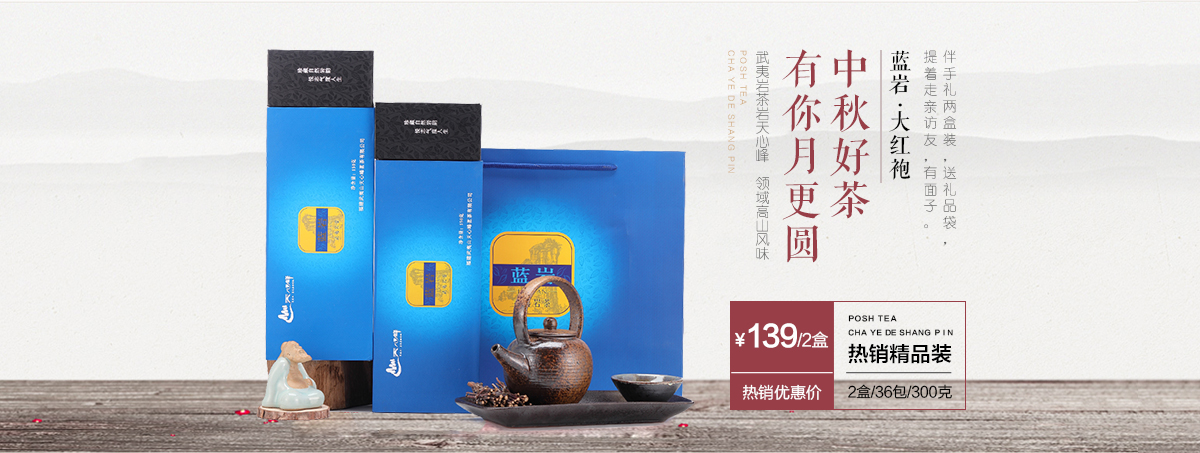 伴手礼两盒装，送礼品袋，
提着走亲访友，有面子。
蓝岩·大红袍
中秋好茶
有你月更圆
武夷岩茶岩天心峰 领域高山风味
POSH TEA
CHA YE DE SHANG PIN
¥139/2盒
热销优惠价
POSH TEA
CHA YE DE SHANG PIN
热销精品装
2盒/36包/300克
蓝岩